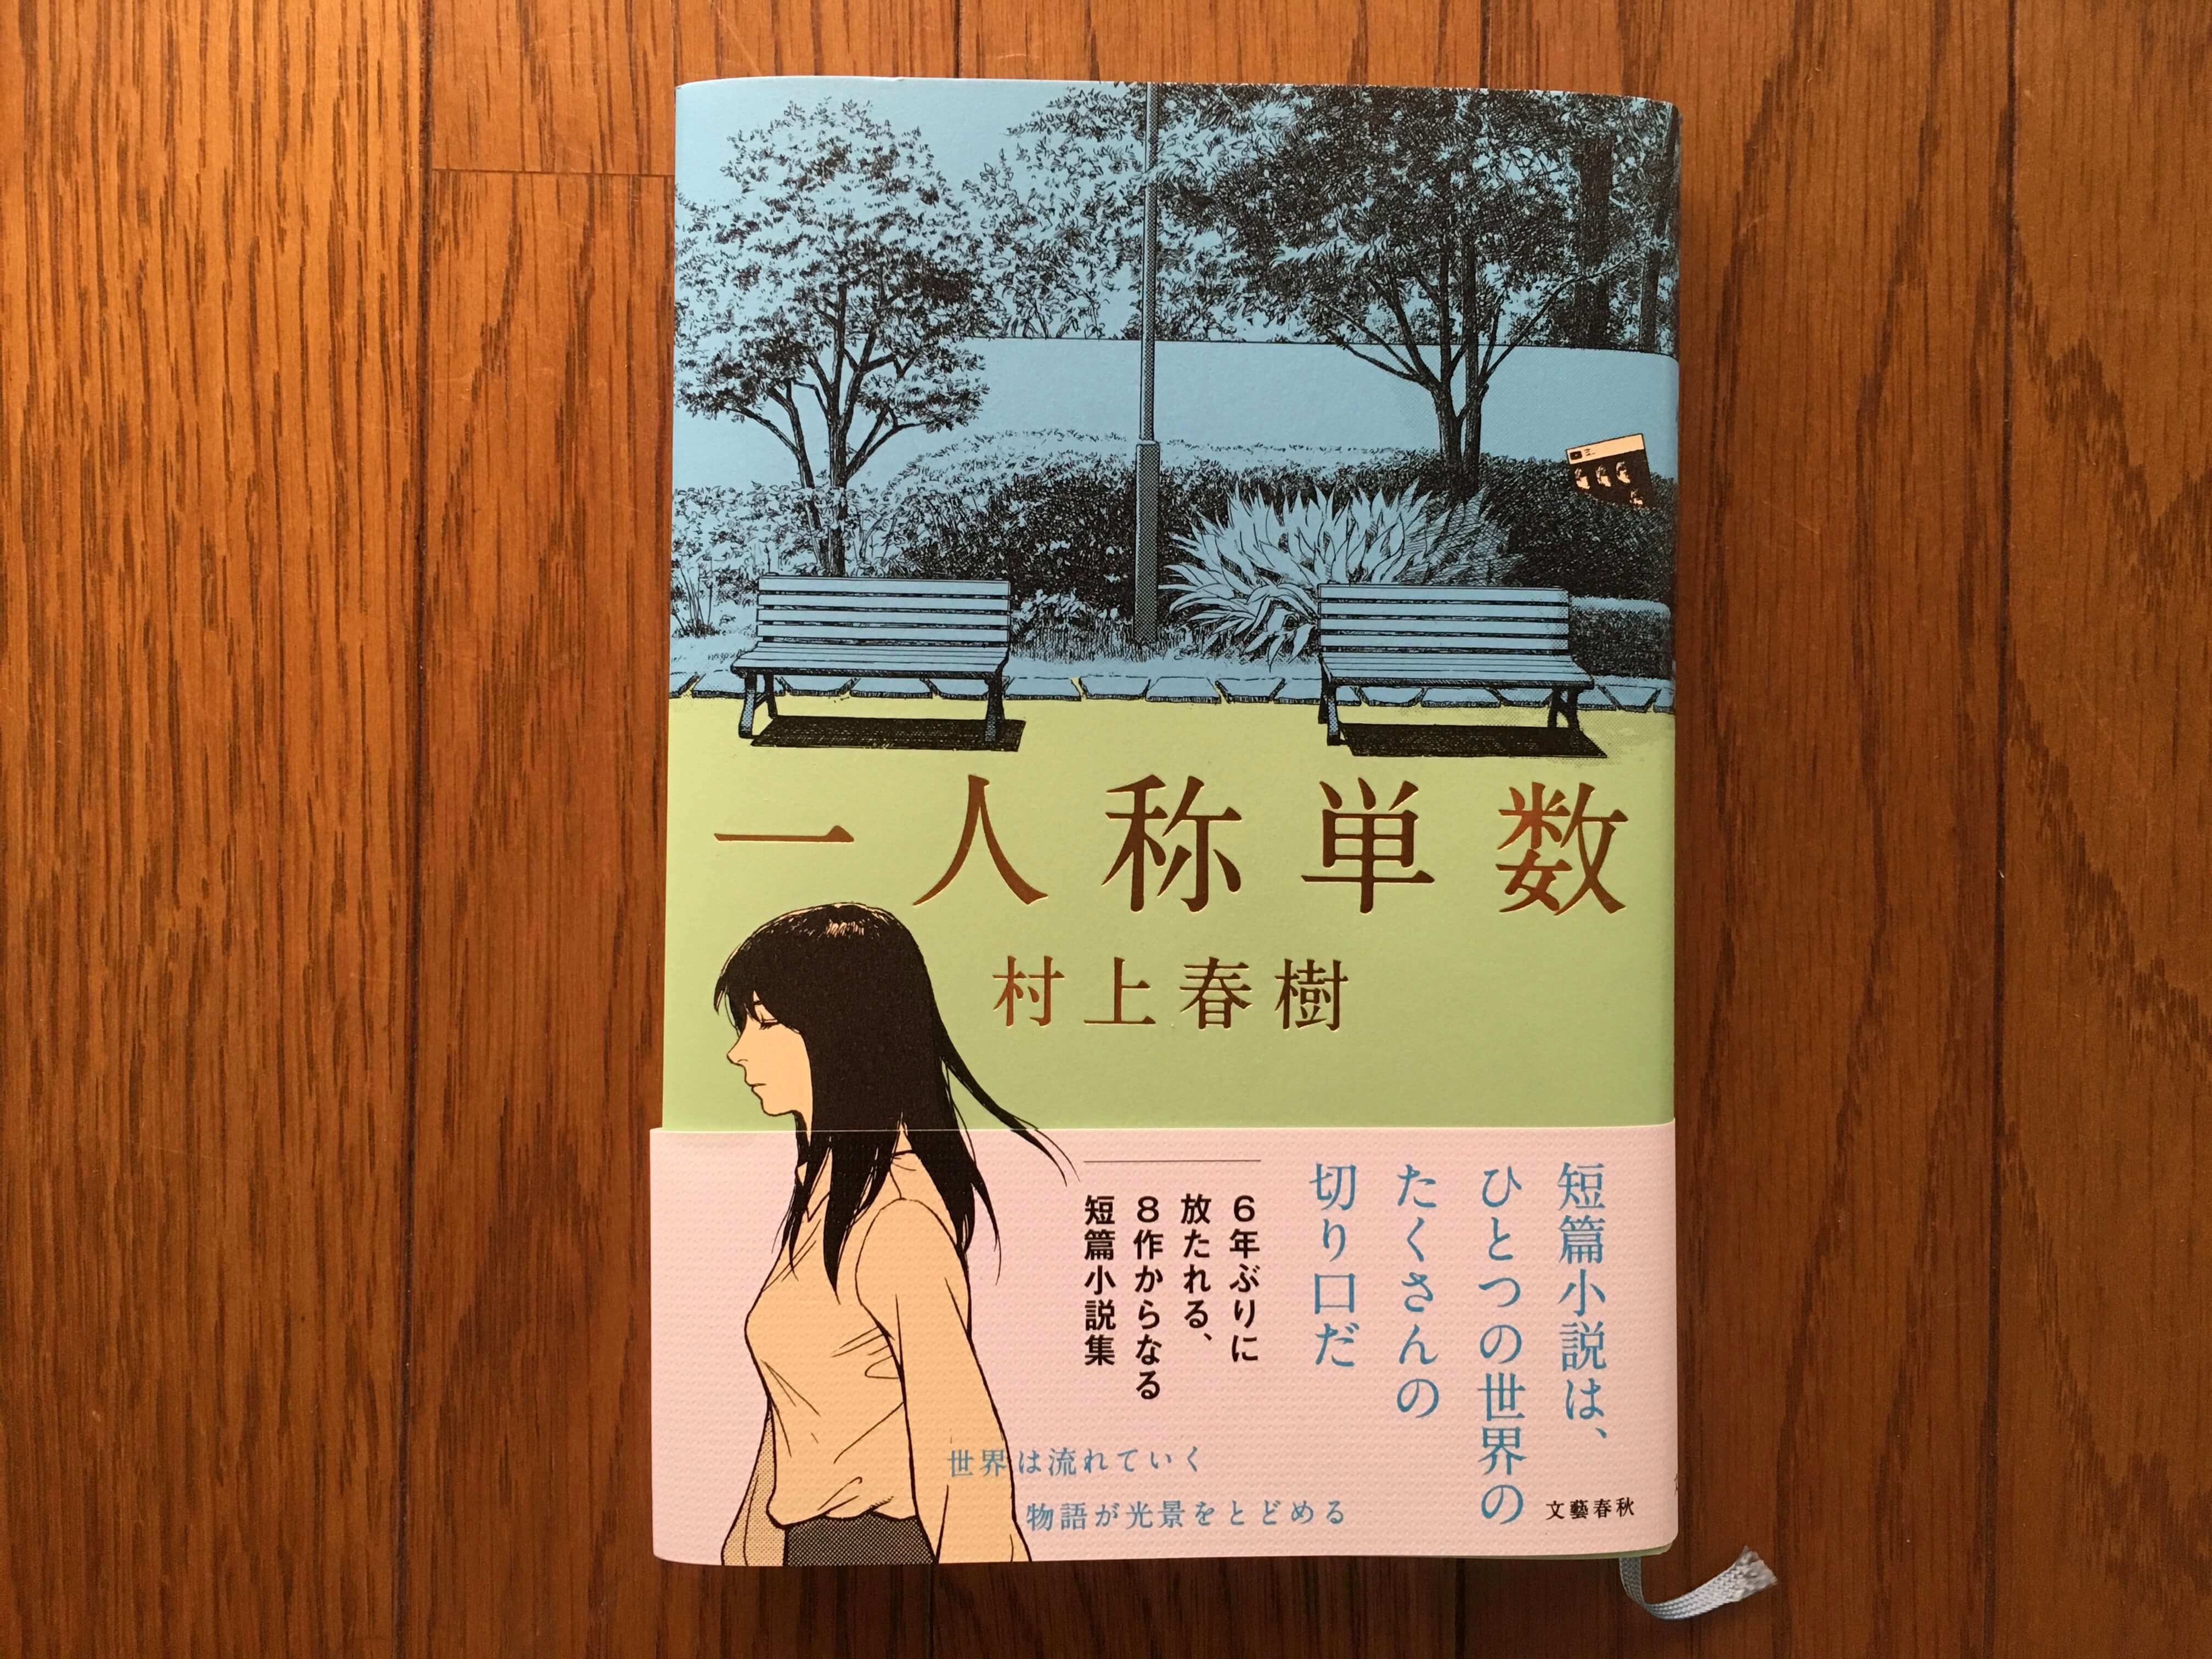 一人称単数
村上春樹
短篇小説は、
ひとつの世界の
たくさんの
切り口だ
6年ぶりに
放たれる、
8作からなる
短篇小説集
世界は流れていく
物語が光景をとどめる
文藝春秋